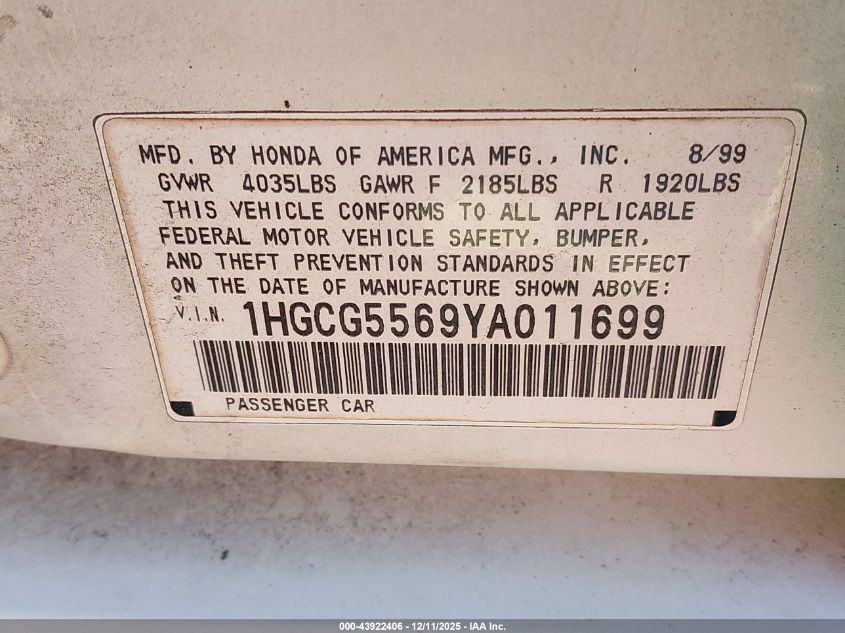 MFD. BY HONDA OF AMERICA MFG., INC. 8/99
GVWR 4035LBS GAWR F 2185LBS R 1920LBS
THIS VEHICLE CONFORMS TO ALL APPLICABLE
FEDERAL MOTOR VEHICLE SAFETY, BUMPER,
AND THEFT PREVENTION STANDARDS IN EFFECT
ON THE DATE OF MANUFACTURE SHOWN ABOVE:
V.I.N. 1HGCG5569YA011699
PASSENGER CAR
000-43922406 - 12/11/2025 - IAA Inc.